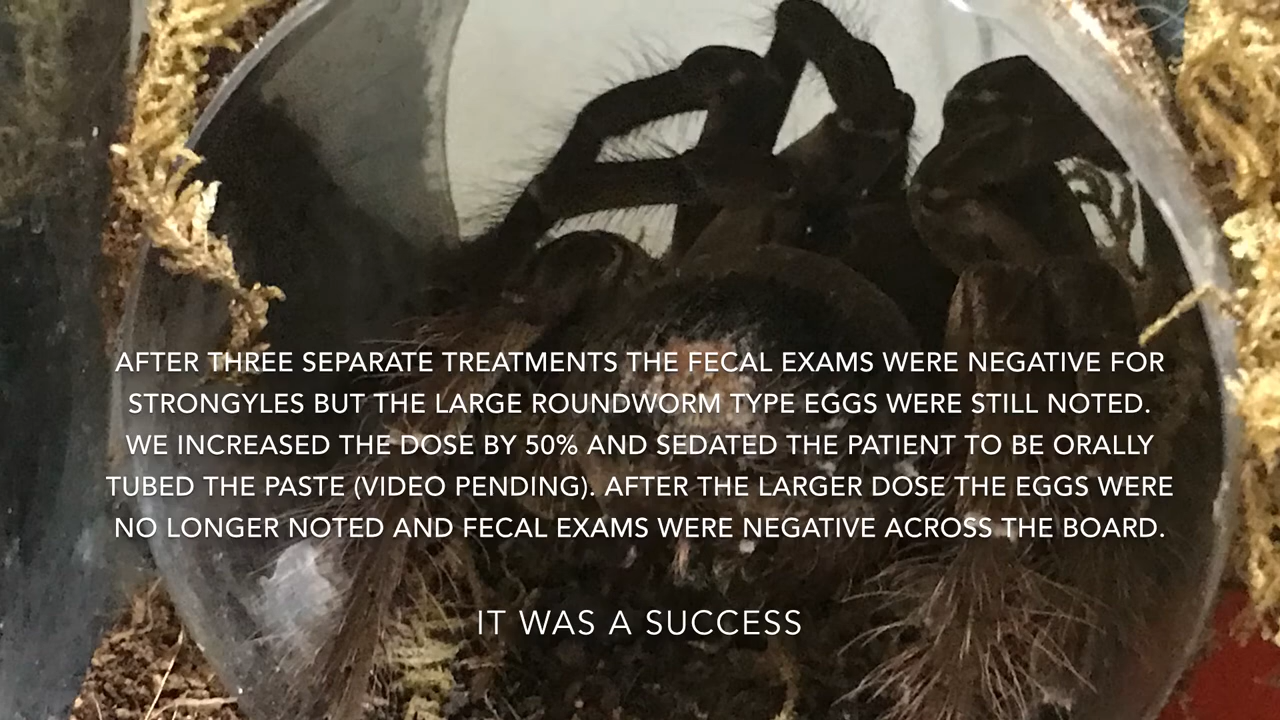 AFTER THREE SEPARATE TREATMENTS THE FECAL EXAMS WERE NEGATIVE FOR
STRONGYLES BUT THE LARGE ROUNDWORM TYPE EGGS WERE STILL NOTED.
WE INCREASED THE DOSE BY 50% AND SEDATED THE PATIENT TO BE ORALLY
TUBED THE PASTE (VIDEO PENDING). AFTER THE LARGER DOSE THE EGGS WERE
NO LONGER NOTED AND FECAL EXAMS WERE NEGATIVE ACROSS THE BOARD.
IT WAS A SUCCESS